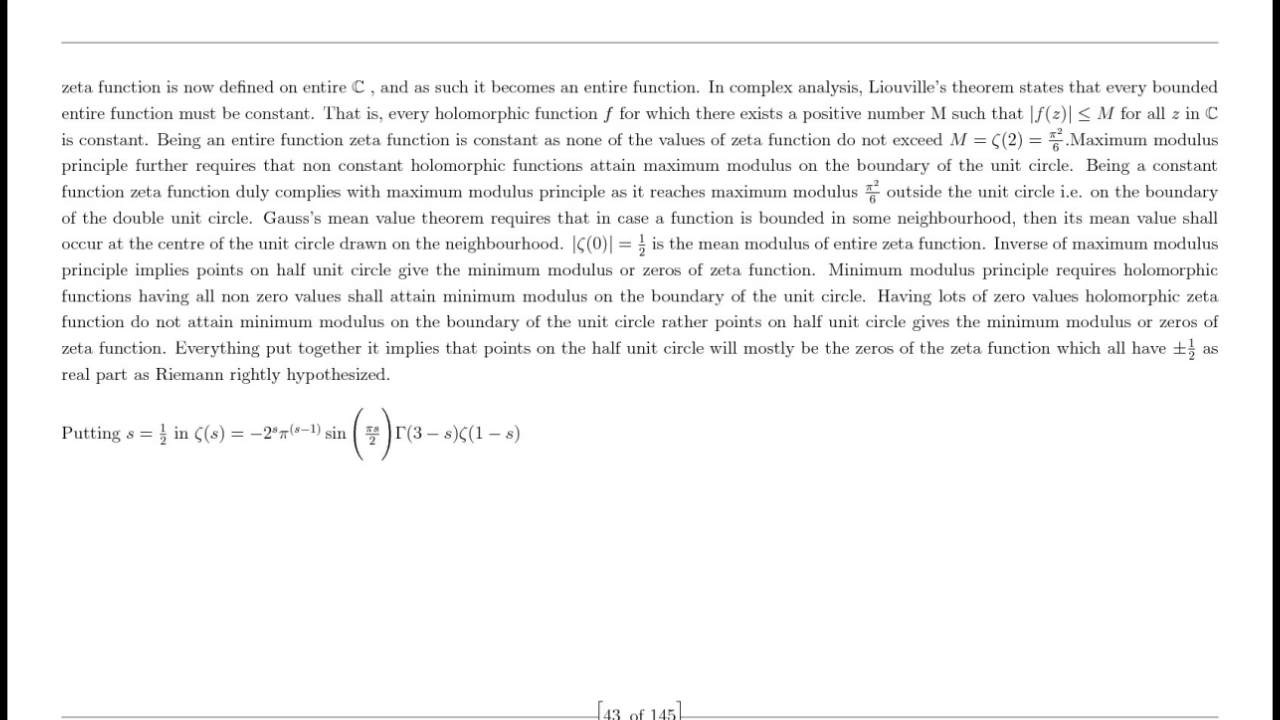 zeta function is now defined on entire ℂ , and as such it becomes an entire function. In complex analysis, Liouville's theorem states that every bounded
entire function must be constant. That is, every holomorphic function f for which there exists a positive number M such that |f(z)| ≤ M for all z in ℂ
is constant. Being an entire function zeta function is constant as none of the values of zeta function do not exceed M = ζ(2) = π²/6.Maximum modulus
principle further requires that non constant holomorphic functions attain maximum modulus on the boundary of the unit circle. Being a constant
function zeta function duly complies with maximum modulus principle as it reaches maximum modulus π²/6 outside the unit circle i.e. on the boundary
of the double unit circle. Gauss's mean value theorem requires that in case a function is bounded in some neighbourhood, then its mean value shall
occur at the centre of the unit circle drawn on the neighbourhood. |ζ(0)| = 1/2 is the mean modulus of entire zeta function. Inverse of maximum modulus
principle implies points on half unit circle give the minimum modulus or zeros of zeta function. Minimum modulus principle requires holomorphic
functions having all non zero values shall attain minimum modulus on the boundary of the unit circle. Having lots of zero values holomorphic zeta
function do not attain minimum modulus on the boundary of the unit circle rather points on half unit circle gives the minimum modulus or zeros of
zeta function. Everything put together it implies that points on the half unit circle will mostly be the zeros of the zeta function which all have ±1/2 as
real part as Riemann rightly hypothesized.
Putting s = 1/2 in ζ(s) = −2ˢπ⁽ˢ⁻¹⁾ sin(πs/2)Γ(3 − s)ζ(1 − s)
[43 of 145]